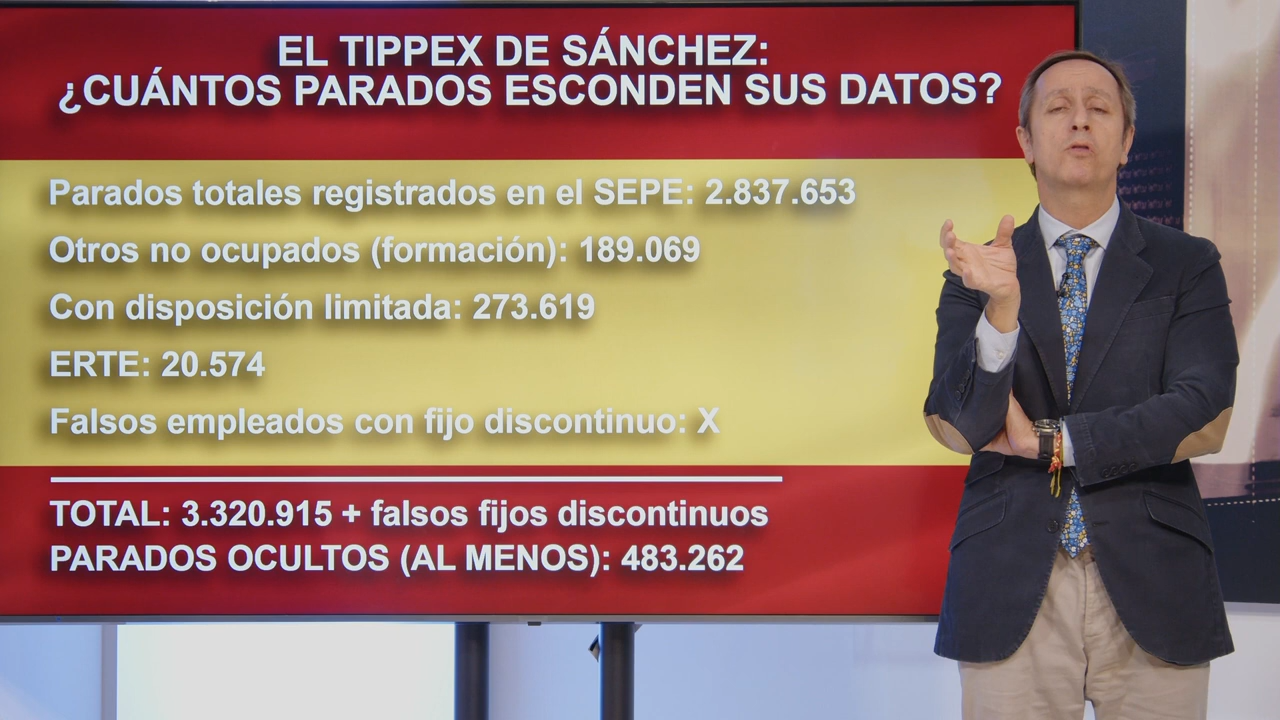 EL TIPPEX DE SÁNCHEZ:
¿CUÁNTOS PARADOS ESCONDEN SUS DATOS?
Parados totales registrados en el SEPE: 2.837.653
Otros no ocupados (formación): 189.069
Con disposición limitada: 273.619
ERTE: 20.574
Falsos empleados con fijo discontinuo: X
TOTAL: 3.320.915 + falsos fijos discontinuos
PARADOS OCULTOS (AL MENOS): 483.262